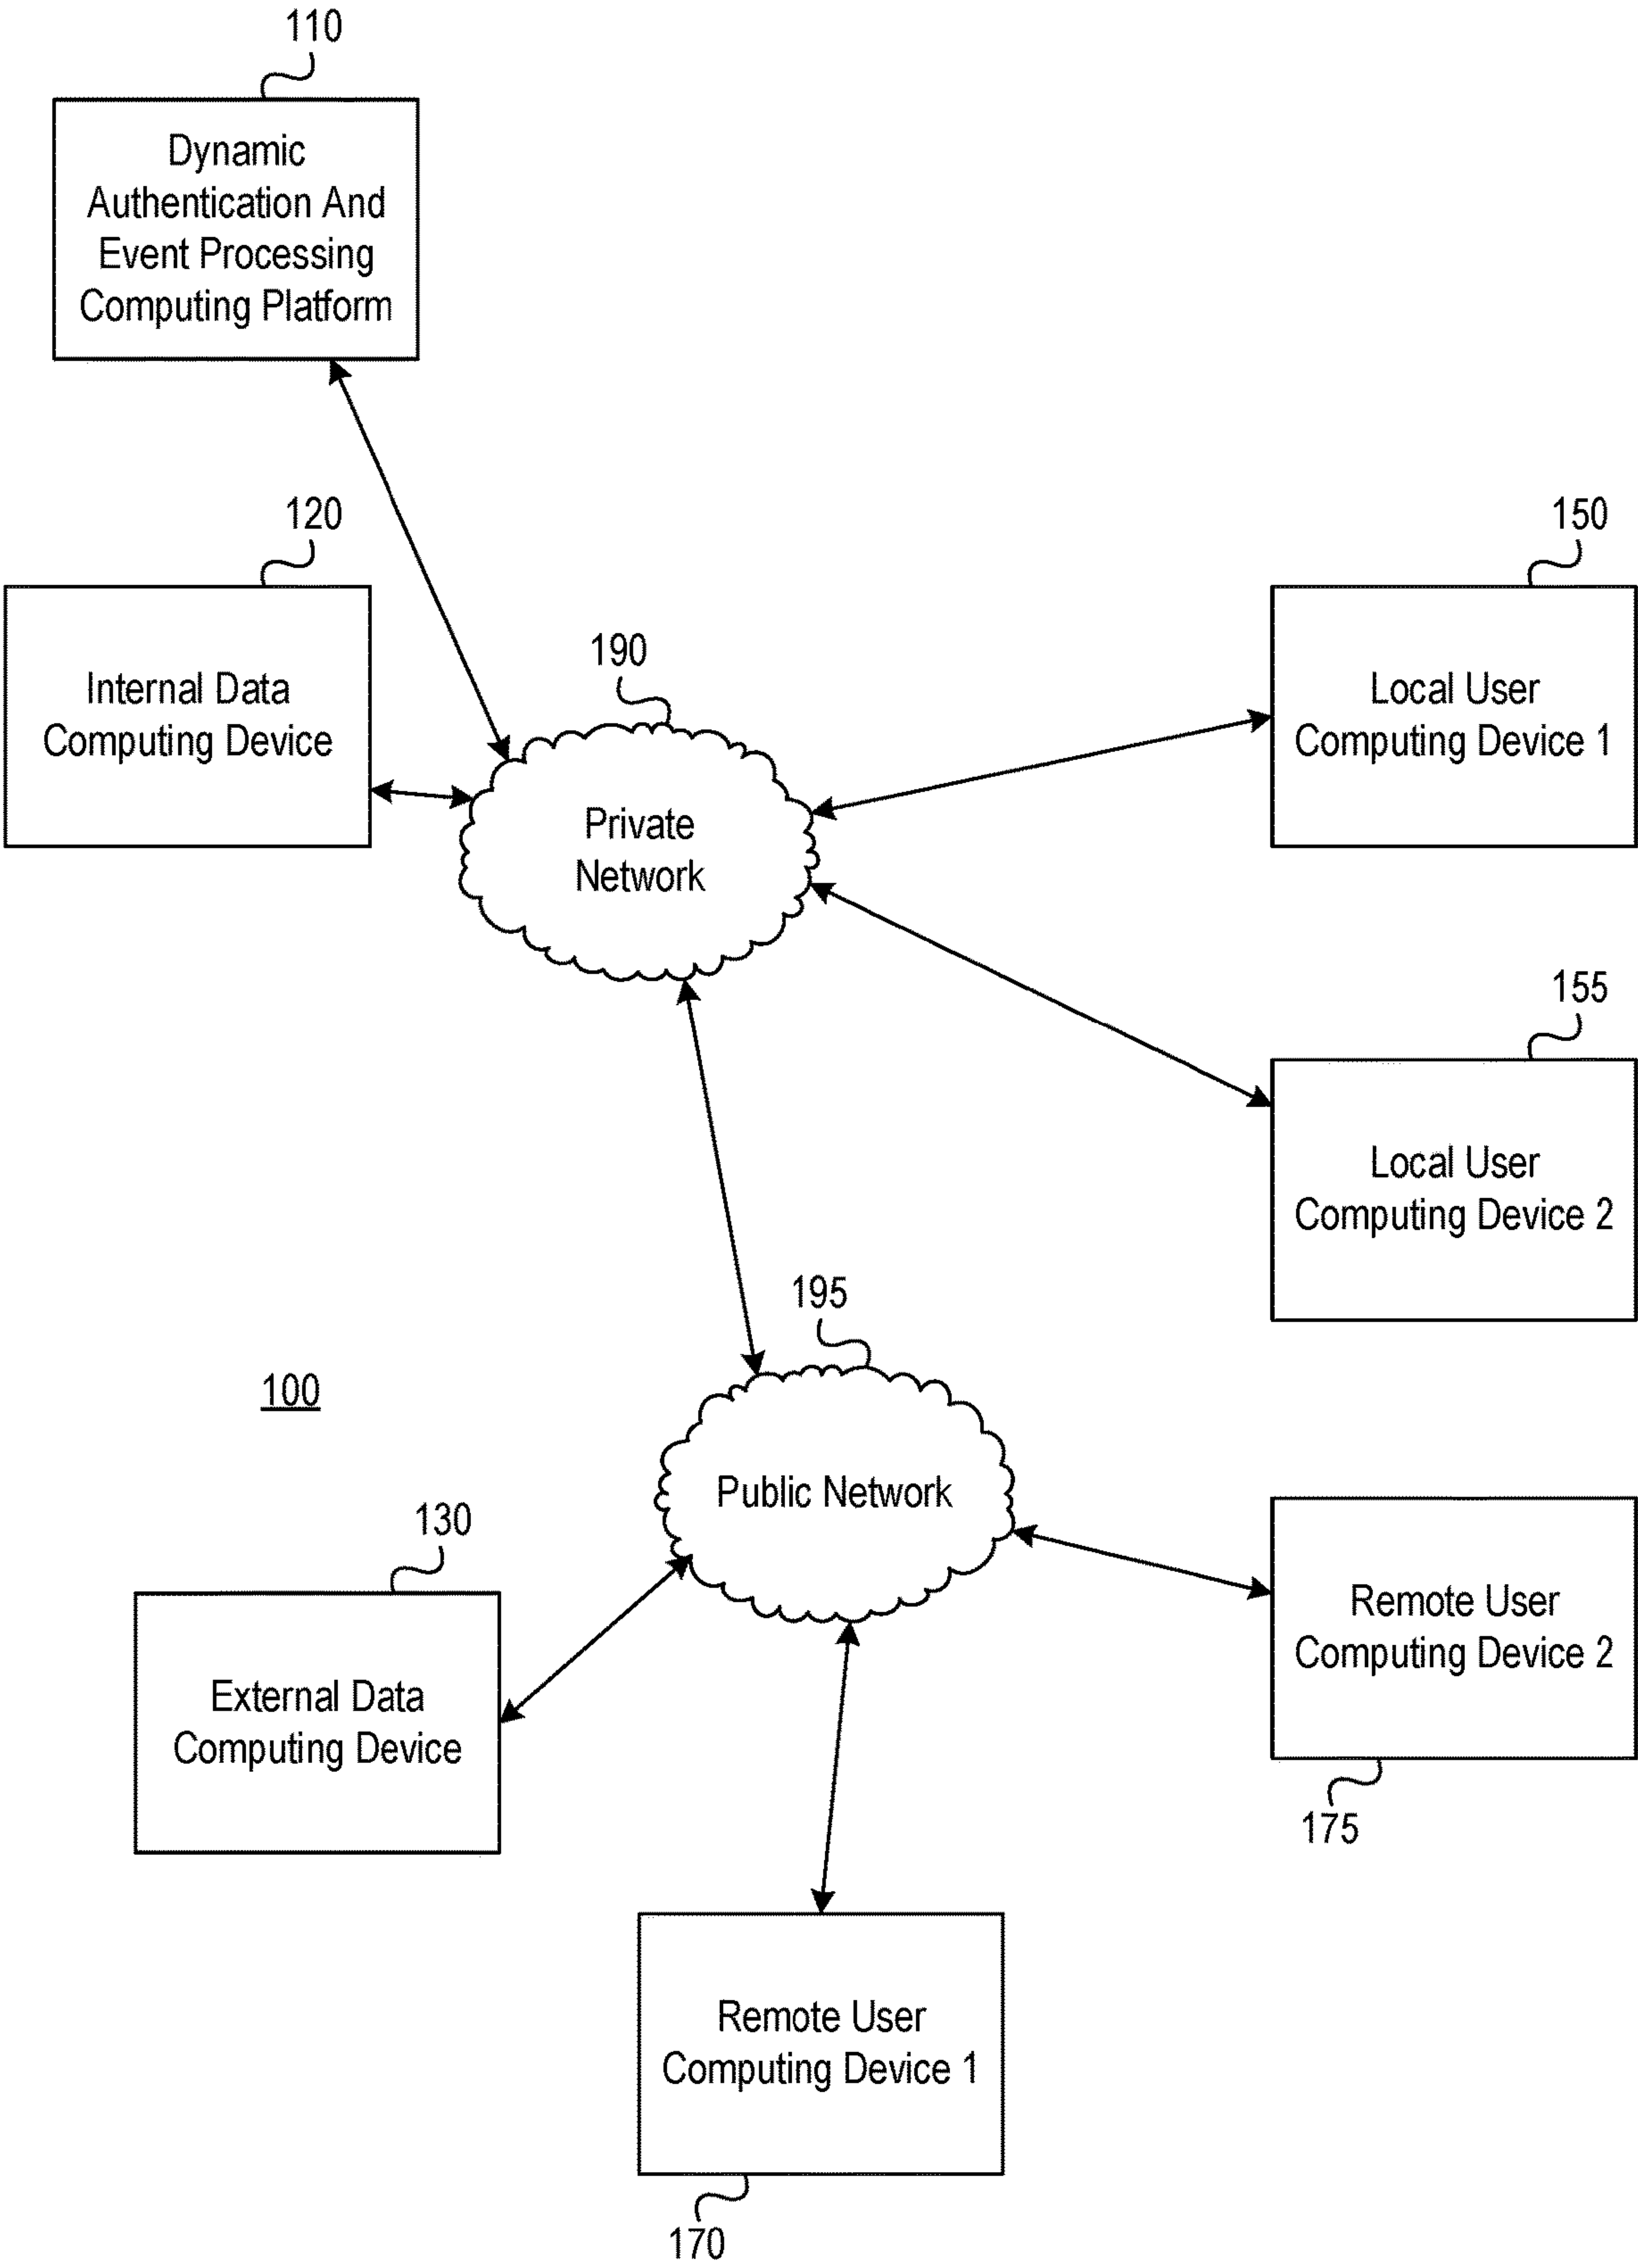 110
Dynamic
Authentication And
Event Processing
Computing Platform
120
Internal Data
Computing Device
190
Private
Network
150
Local User
Computing Device 1
155
Local User
Computing Device 2
195
Public Network
100
130
External Data
Computing Device
Remote User
Computing Device 2
175
Remote User
Computing Device 1
170